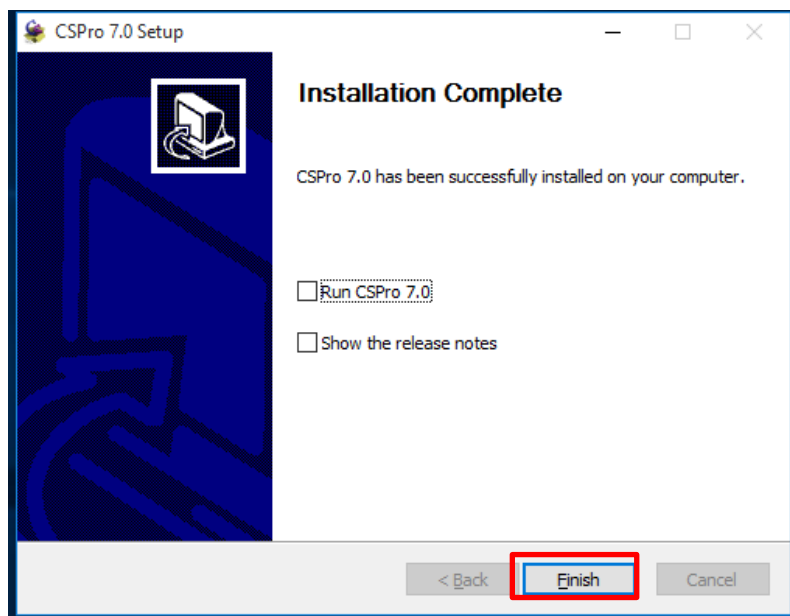 CSPro 7.0 Setup
Installation Complete
CSPro 7.0 has been successfully installed on your computer.
Run CSPro 7.0
Show the release notes
< Back
Finish
Cancel